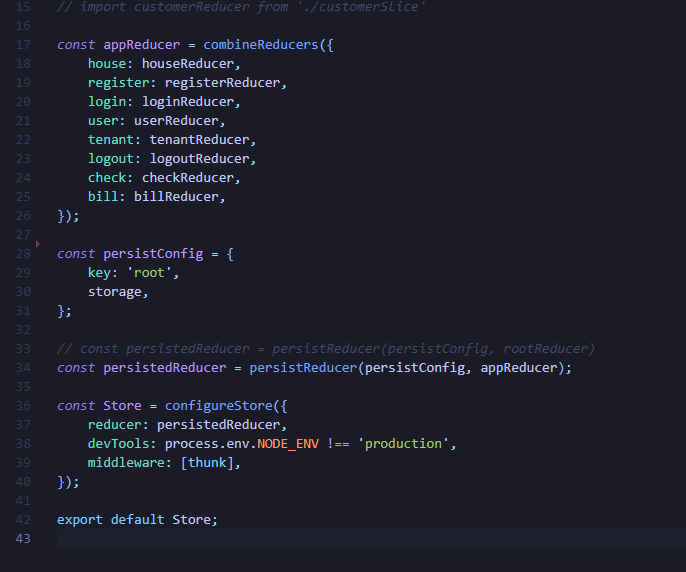 15 // import customerReducer from './customerSlice'
16
17 const appReducer = combineReducers({
18     house: houseReducer,
19     register: registerReducer,
20     login: loginReducer,
21     user: userReducer,
22     tenant: tenantReducer,
23     logout: logoutReducer,
24     check: checkReducer,
25     bill: billReducer,
26 });
27
28 const persistConfig = {
29     key: 'root',
30     storage,
31 };
32
33 // const persistedReducer = persistReducer(persistConfig, rootReducer)
34 const persistedReducer = persistReducer(persistConfig, appReducer);
35
36 const Store = configureStore({
37     reducer: persistedReducer,
38     devTools: process.env.NODE_ENV !== 'production',
39     middleware: [thunk],
40 });
41
42 export default Store;
43